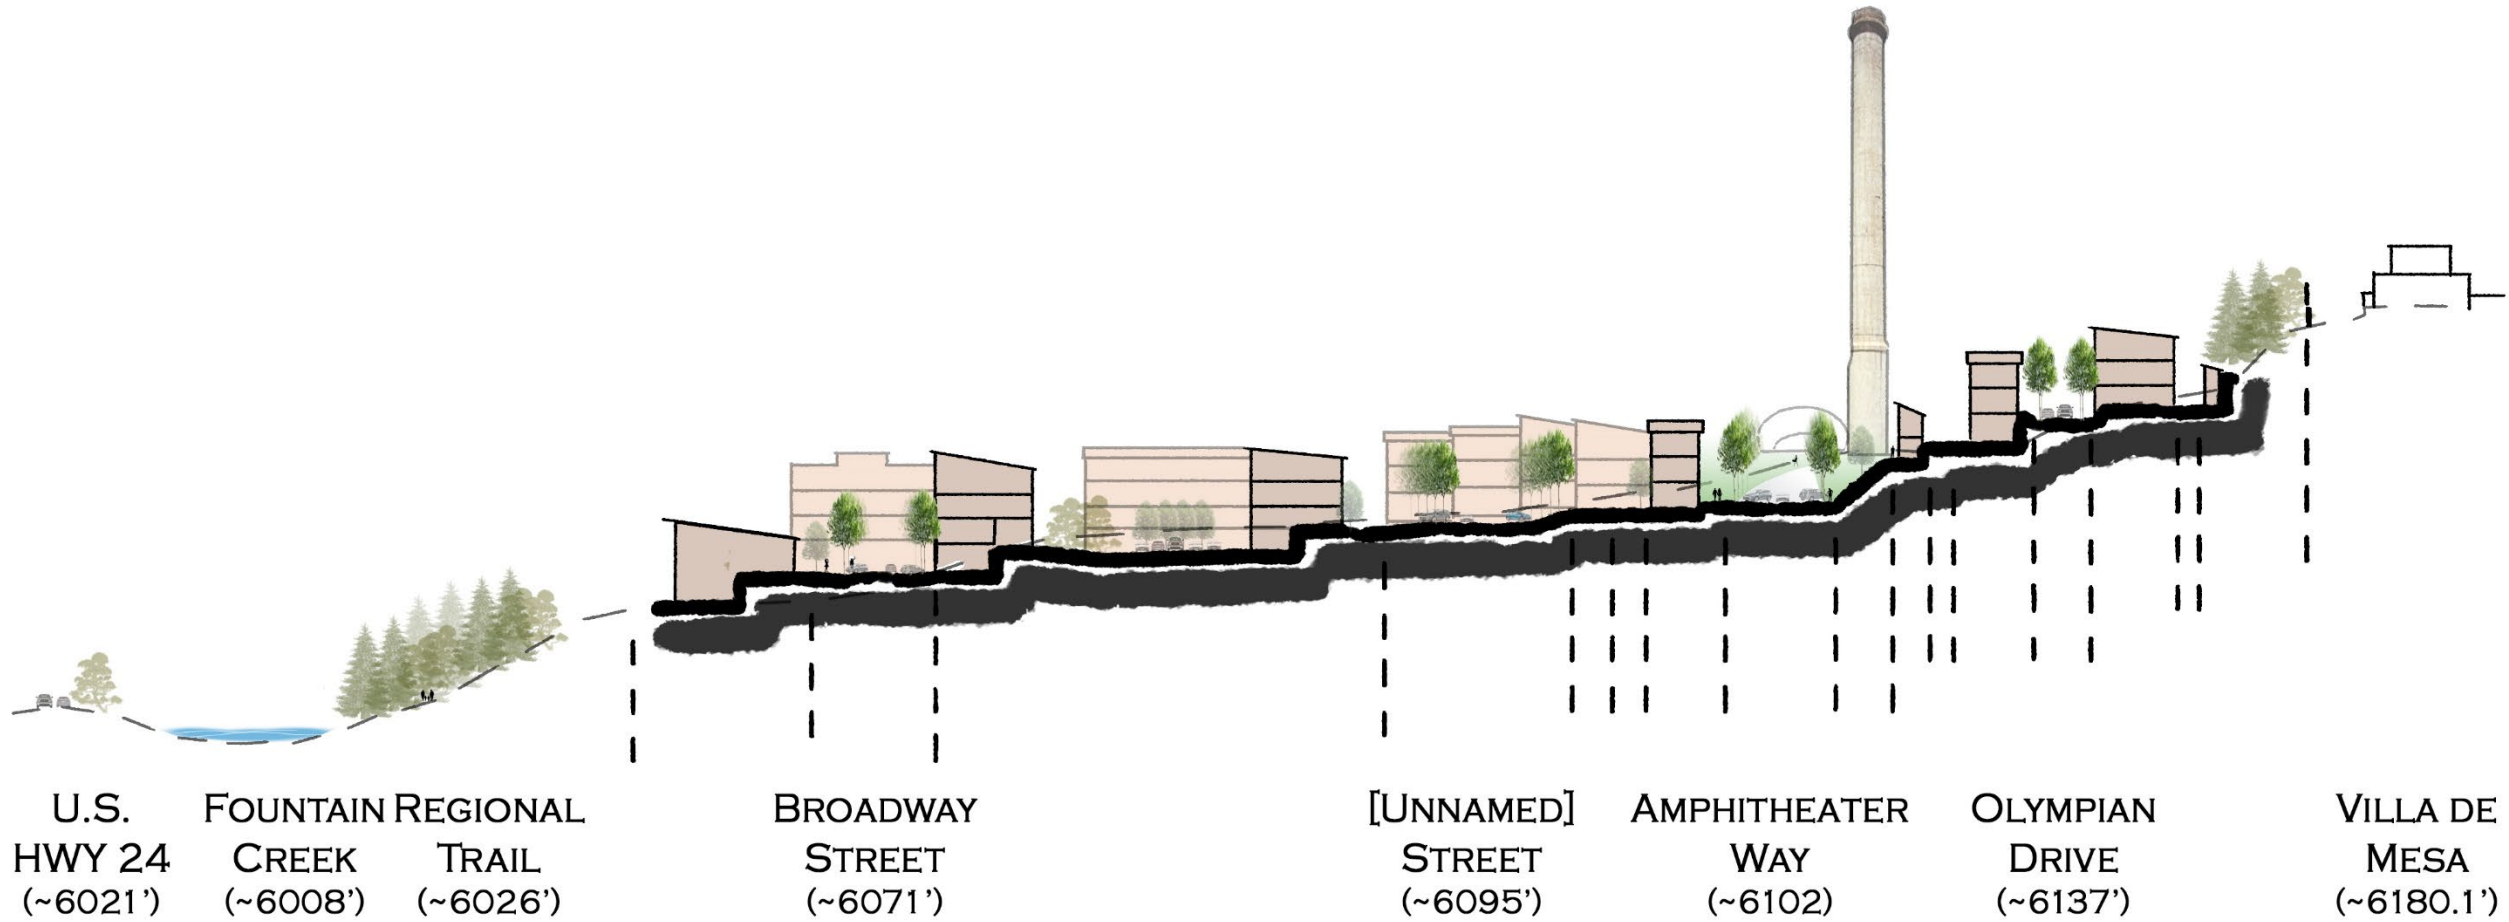 U.S.
HWY 24
(~6021')
FOUNTAIN
CREEK
(~6008')
REGIONAL
TRAIL
(~6026')
BROADWAY
STREET
(~6071')
[UNNAMED]
STREET
(~6095')
AMPHITHEATER
WAY
(~6102)
OLYMPIAN
DRIVE
(~6137')
VILLA DE
MESA
(~6180.1')